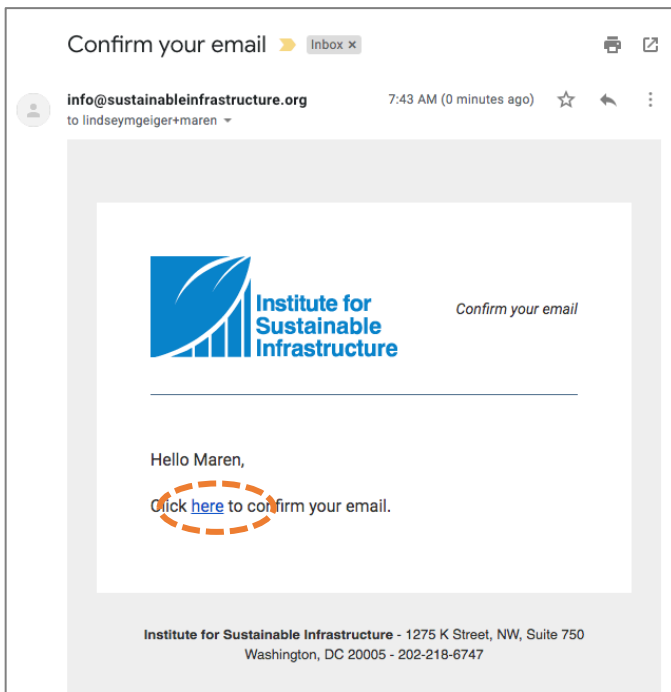 Confirm your email Inbox x
info@sustainableinfrastructure.org 7:43 AM (0 minutes ago)
to lindseymgeiger+maren
Institute for
Sustainable
Infrastructure
Confirm your email
Hello Maren,
Click here to confirm your email.
Institute for Sustainable Infrastructure - 1275 K Street, NW, Suite 750
Washington, DC 20005 - 202-218-6747